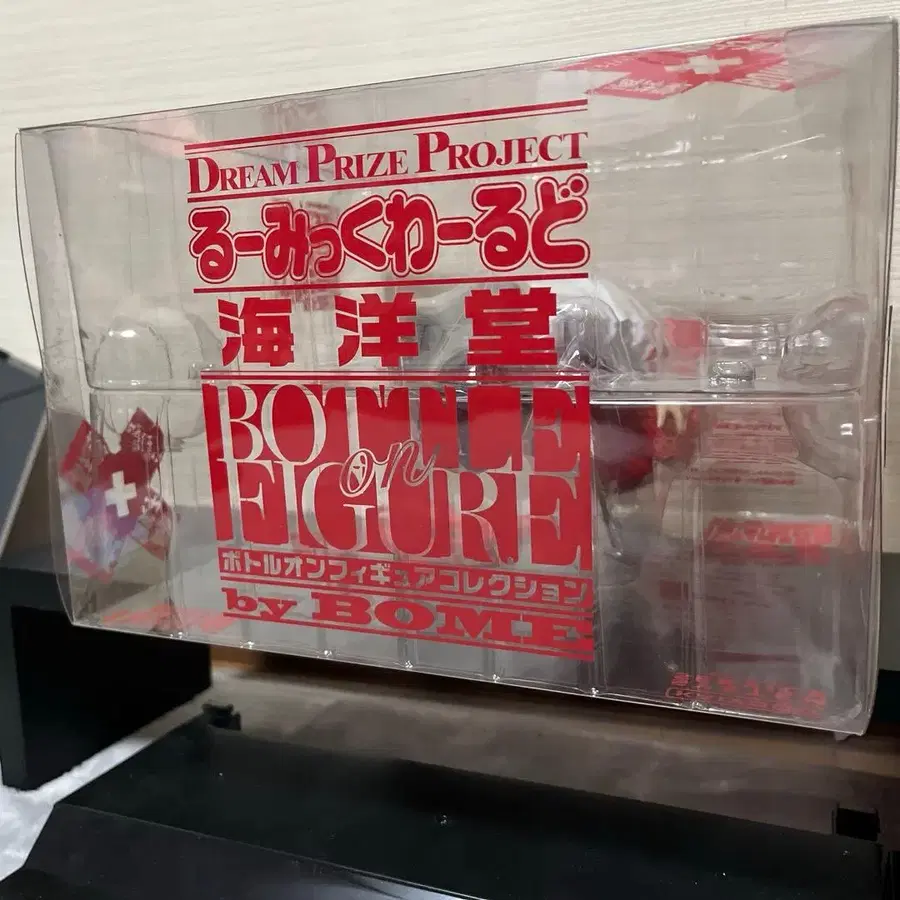 DREAM PRIZE PROJECT
るーみっくわーるど
海洋堂
BOTTLE
on
FIGURE
ボトルオンフィギュアコレクション
by BOME